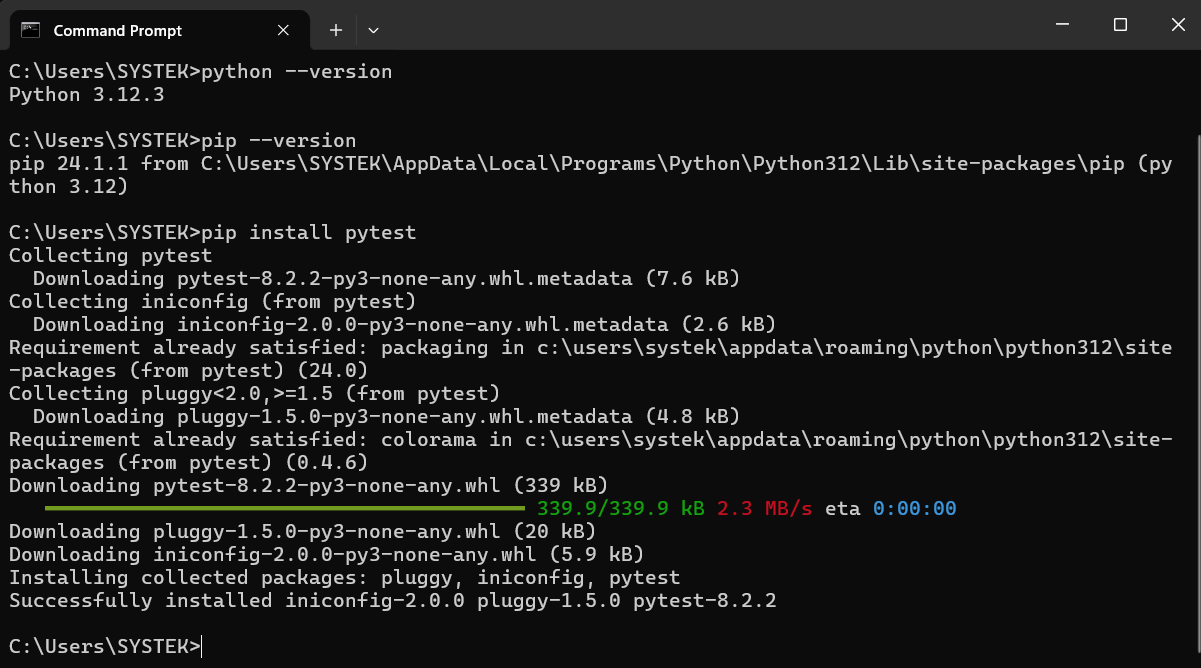 Command Prompt
C:\Users\SYSTEK>python --version
Python 3.12.3
C:\Users\SYSTEK>pip --version
pip 24.1.1 from C:\Users\SYSTEK\AppData\Local\Programs\Python\Python312\Lib\site-packages\pip (py
thon 3.12)
C:\Users\SYSTEK>pip install pytest
Collecting pytest
  Downloading pytest-8.2.2-py3-none-any.whl.metadata (7.6 kB)
Collecting iniconfig (from pytest)
  Downloading iniconfig-2.0.0-py3-none-any.whl.metadata (2.6 kB)
Requirement already satisfied: packaging in c:\users\systek\appdata\roaming\python\python312\site
-packages (from pytest) (24.0)
Collecting pluggy<2.0,>=1.5 (from pytest)
  Downloading pluggy-1.5.0-py3-none-any.whl.metadata (4.8 kB)
Requirement already satisfied: colorama in c:\users\systek\appdata\roaming\python\python312\site-
packages (from pytest) (0.4.6)
Downloading pytest-8.2.2-py3-none-any.whl (339 kB)
339.9/339.9 kB 2.3 MB/s eta 0:00:00
Downloading pluggy-1.5.0-py3-none-any.whl (20 kB)
Downloading iniconfig-2.0.0-py3-none-any.whl (5.9 kB)
Installing collected packages: pluggy, iniconfig, pytest
Successfully installed iniconfig-2.0.0 pluggy-1.5.0 pytest-8.2.2
C:\Users\SYSTEK>